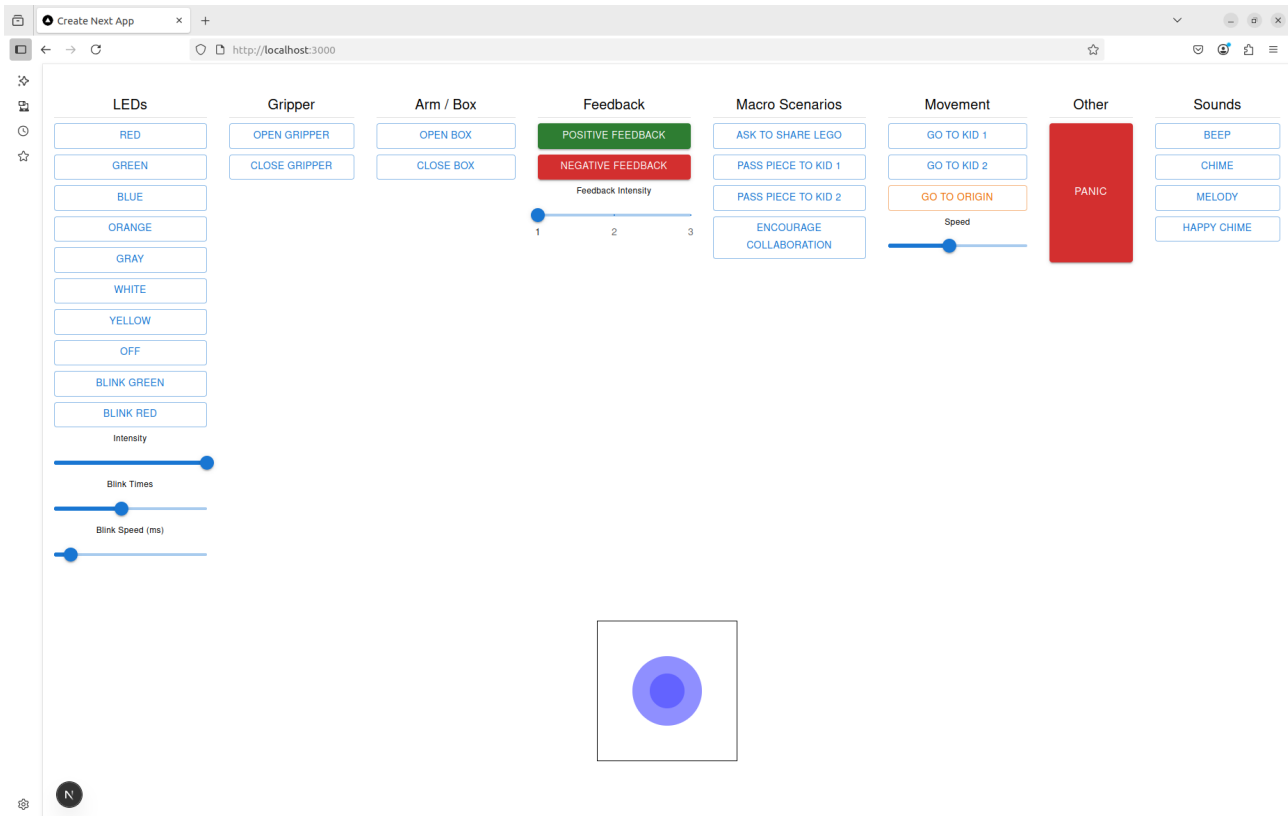 Create Next App
http://localhost:3000
LEDs
RED
GREEN
BLUE
ORANGE
GRAY
WHITE
YELLOW
OFF
BLINK GREEN
BLINK RED
Intensity
Blink Times
Blink Speed (ms)
Gripper
OPEN GRIPPER
CLOSE GRIPPER
Arm / Box
OPEN BOX
CLOSE BOX
Feedback
POSITIVE FEEDBACK
NEGATIVE FEEDBACK
Feedback Intensity
1 2 3
Macro Scenarios
ASK TO SHARE LEGO
PASS PIECE TO KID 1
PASS PIECE TO KID 2
ENCOURAGE
COLLABORATION
Movement
GO TO KID 1
GO TO KID 2
GO TO ORIGIN
Speed
Other
PANIC
Sounds
BEEP
CHIME
MELODY
HAPPY CHIME
N